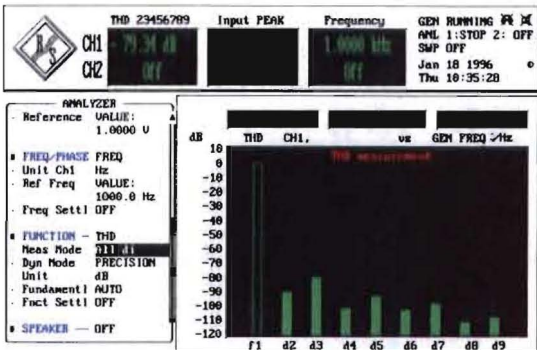 THD 23456789 Input PEAK Frequency
CH1 - 79.34 dB 1.0000 kHz
CH2 Off Off
GEN RUNNING
ANL 1:STOP 2: OFF
SWP OFF
Jan 18 1996
Thu 10:35:28
R S
ANALYZER
Reference VALUE:
1.0000 V
FREQ/PHASE FREQ
Unit Ch1 Hz
Ref Freq VALUE:
1000.0 Hz
Freq Settl OFF
FUNCTION - THD
Meas Mode All di
Dyn Mode PRECISION
Unit dB
Fundamentl AUTO
Fnct Settl OFF
SPEAKER — OFF
dB THD CH1, vs GEN FREQ /Hz
THD measurement
10
0
-10
-20
-30
-40
-50
-60
-70
-80
-90
-100
-110
-120
f1 d2 d3 d4 d5 d6 d7 d8 d9